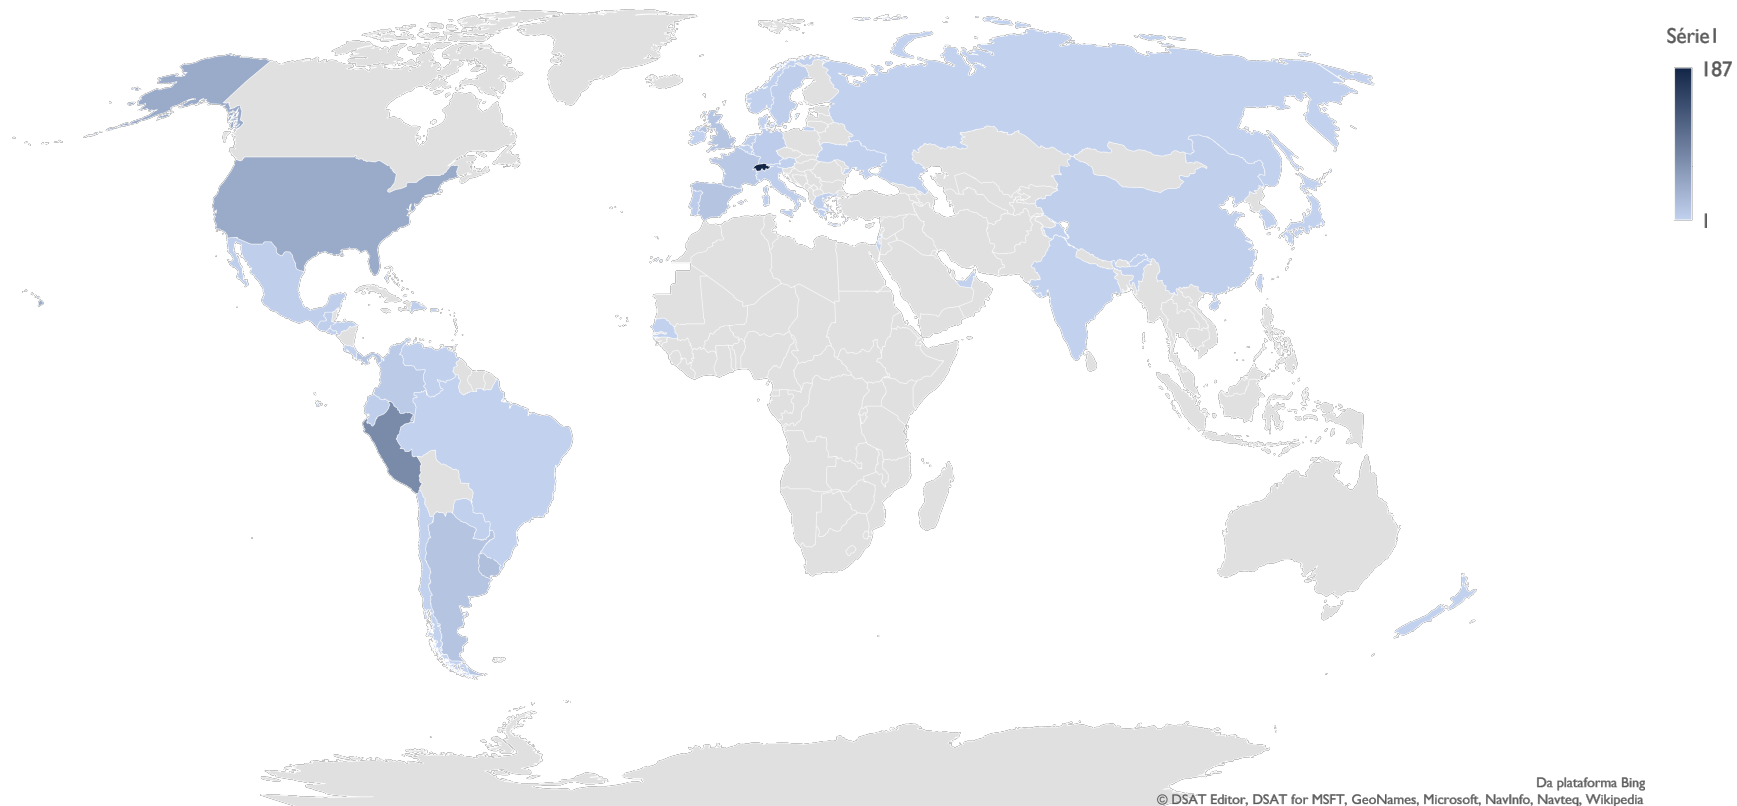 Série1
187
1
Da plataforma Bing
© DSAT Editor, DSAT for MSFT, GeoNames, Microsoft, NavInfo, Navteq, Wikipedia